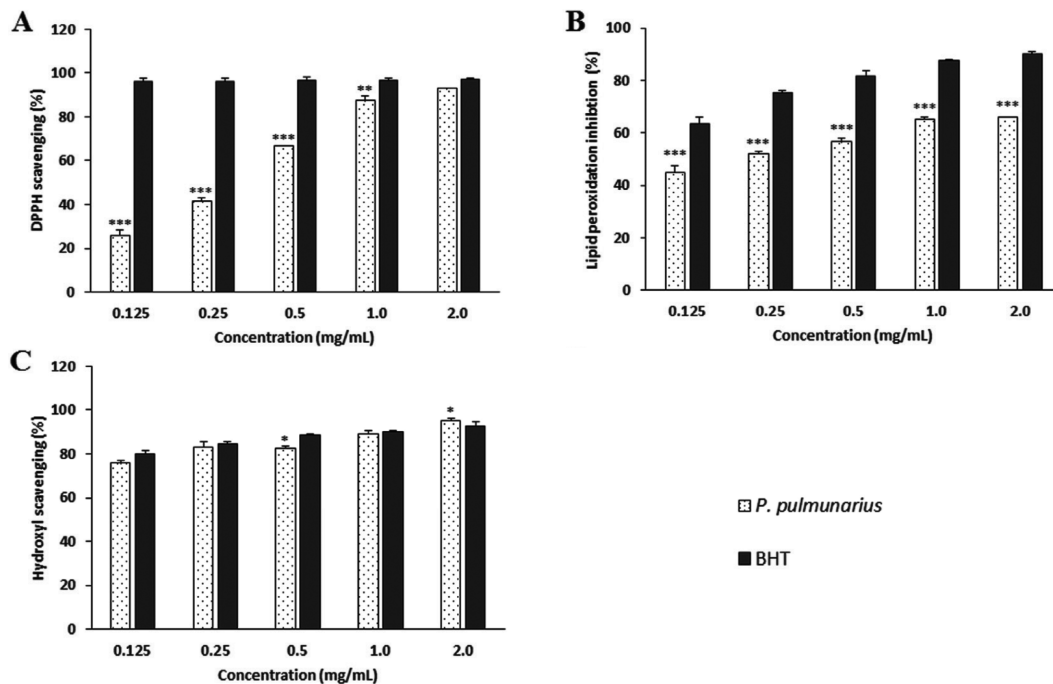 A
DPPH scavenging (%)
120
100
80
60
40
20
0
***
***
***
**
0.125 0.25 0.5 1.0 2.0
Concentration (mg/mL)
B
Lipid peroxidation inhibtion (%)
100
80
60
40
20
0
***
***
***
***
***
0.125 0.25 0.5 1.0 2.0
Concentration (mg/mL)
C
Hydroxyl scavenging (%)
120
100
80
60
40
20
0
*
*
0.125 0.25 0.5 1.0 2.0
Concentration (mg/mL)
P. pulmunarius
BHT